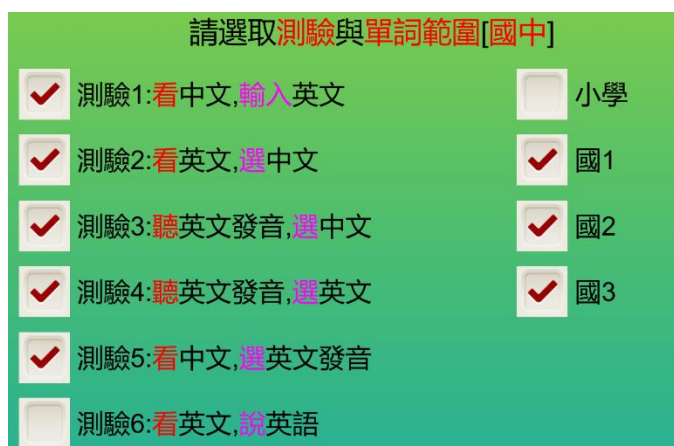 請選取測驗與單詞範圍[國中]
測驗1:看中文,輸入英文
小學
測驗2:看英文,選中文
國1
測驗3:聽英文發音,選中文
國2
測驗4:聽英文發音,選英文
國3
測驗5:看中文,選英文發音
測驗6:看英文,說英語